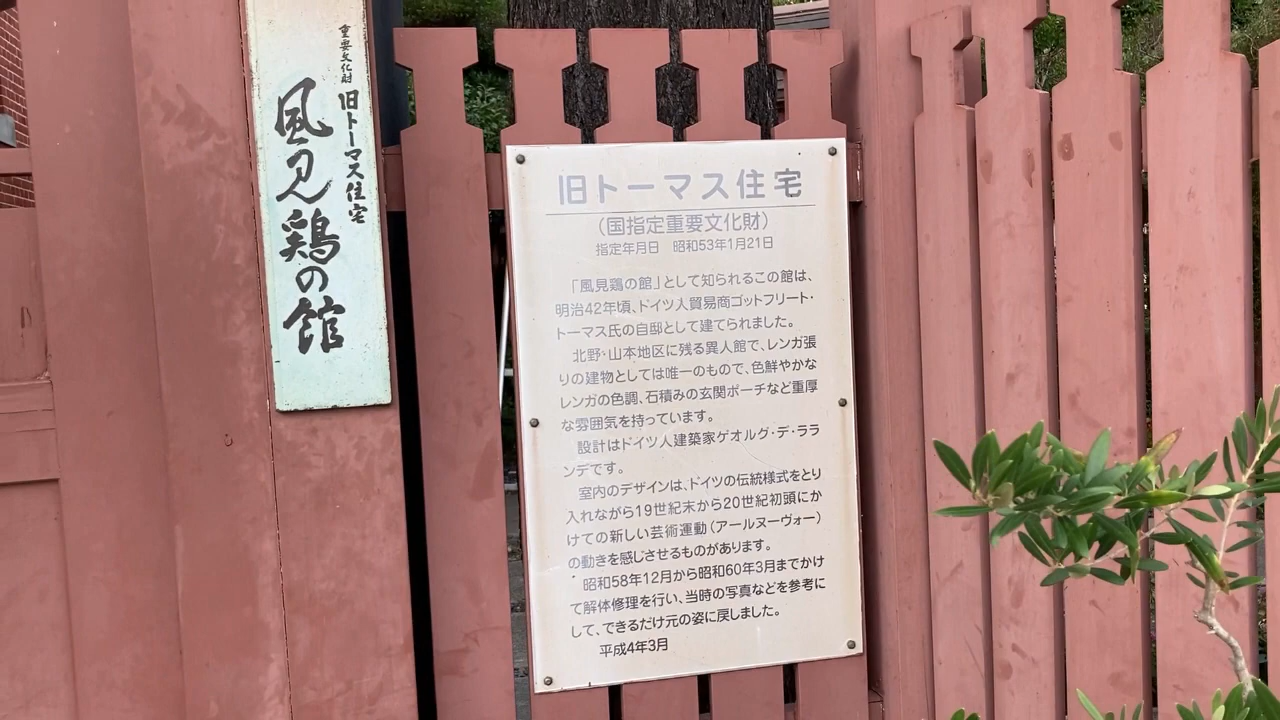 重要文化財
旧トーマス住宅
風見鶏の館
旧トーマス住宅
(国指定重要文化財)
指定年月日 昭和53年1月21日
「風見鶏の館」として知られるこの館は、
明治42年頃、ドイツ人貿易商ゴットフリート・
トーマス氏の自邸として建てられました。
北野・山本地区に残る異人館で、レンガ張
りの建物としては唯一のもので、色鮮やかな
レンガの色調、石積みの玄関ポーチなど重厚
な雰囲気を持っています。
設計はドイツ人建築家ゲオルグ・デ・ララ
ンデです。
室内のデザインは、ドイツの伝統様式をとり
入れながら19世紀末から20世紀初頭にか
けての新しい芸術運動(アールヌーヴォー)
の動きを感じさせるものがあります。
昭和58年12月から昭和60年3月までかけ
て解体修理を行い、当時の写真などを参考に
して、できるだけ元の姿に戻しました。
平成4年3月